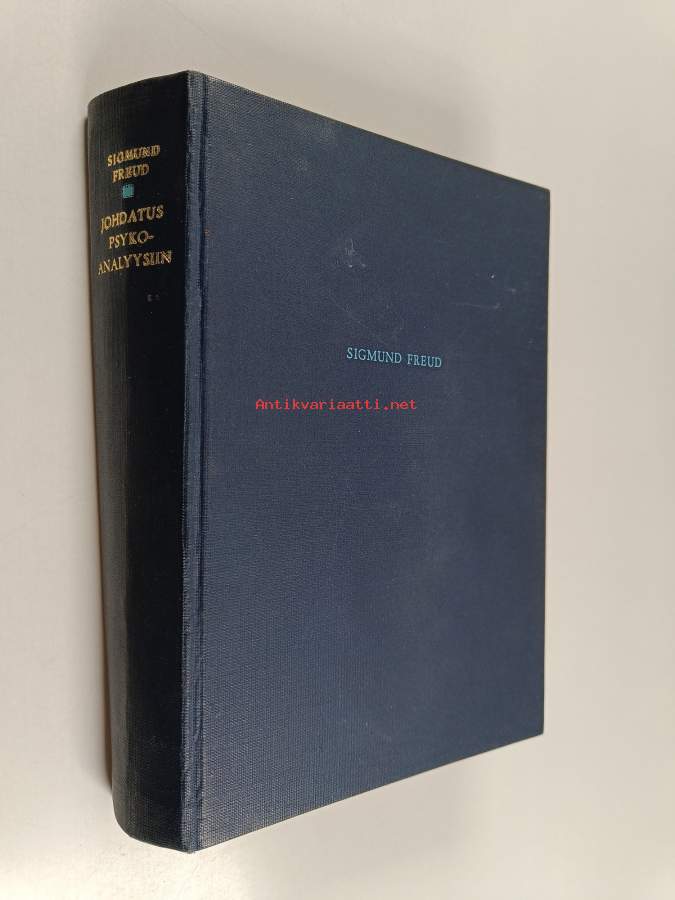 SIGMUND
FREUD
JOHDATUS
PSYKO-
ANALYYSIIN
SIGMUND FREUD
Antikvariaatti.net